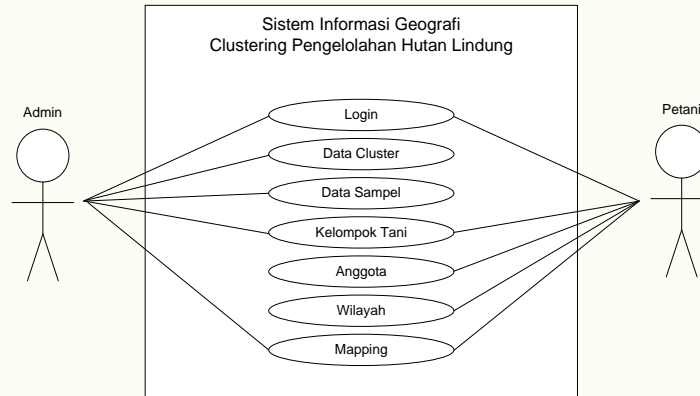 Sistem Informasi Geografi
Clustering Pengelolahan Hutan Lindung
Admin
Petani
Login
Data Cluster
Data Sampel
Kelompok Tani
Anggota
Wilayah
Mapping